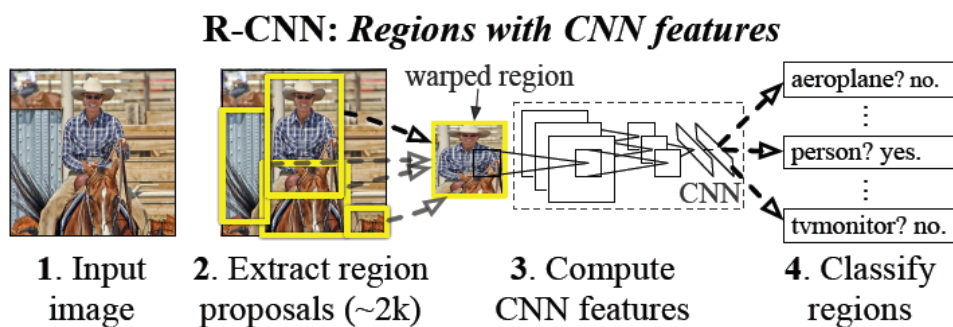 R-CNN: Regions with CNN features
warped region
aeroplane? no.
⋮
person? yes.
⋮
tvmonitor? no.
CNN
1. Input
image
2. Extract region
proposals (~2k)
3. Compute
CNN features
4. Classify
regions